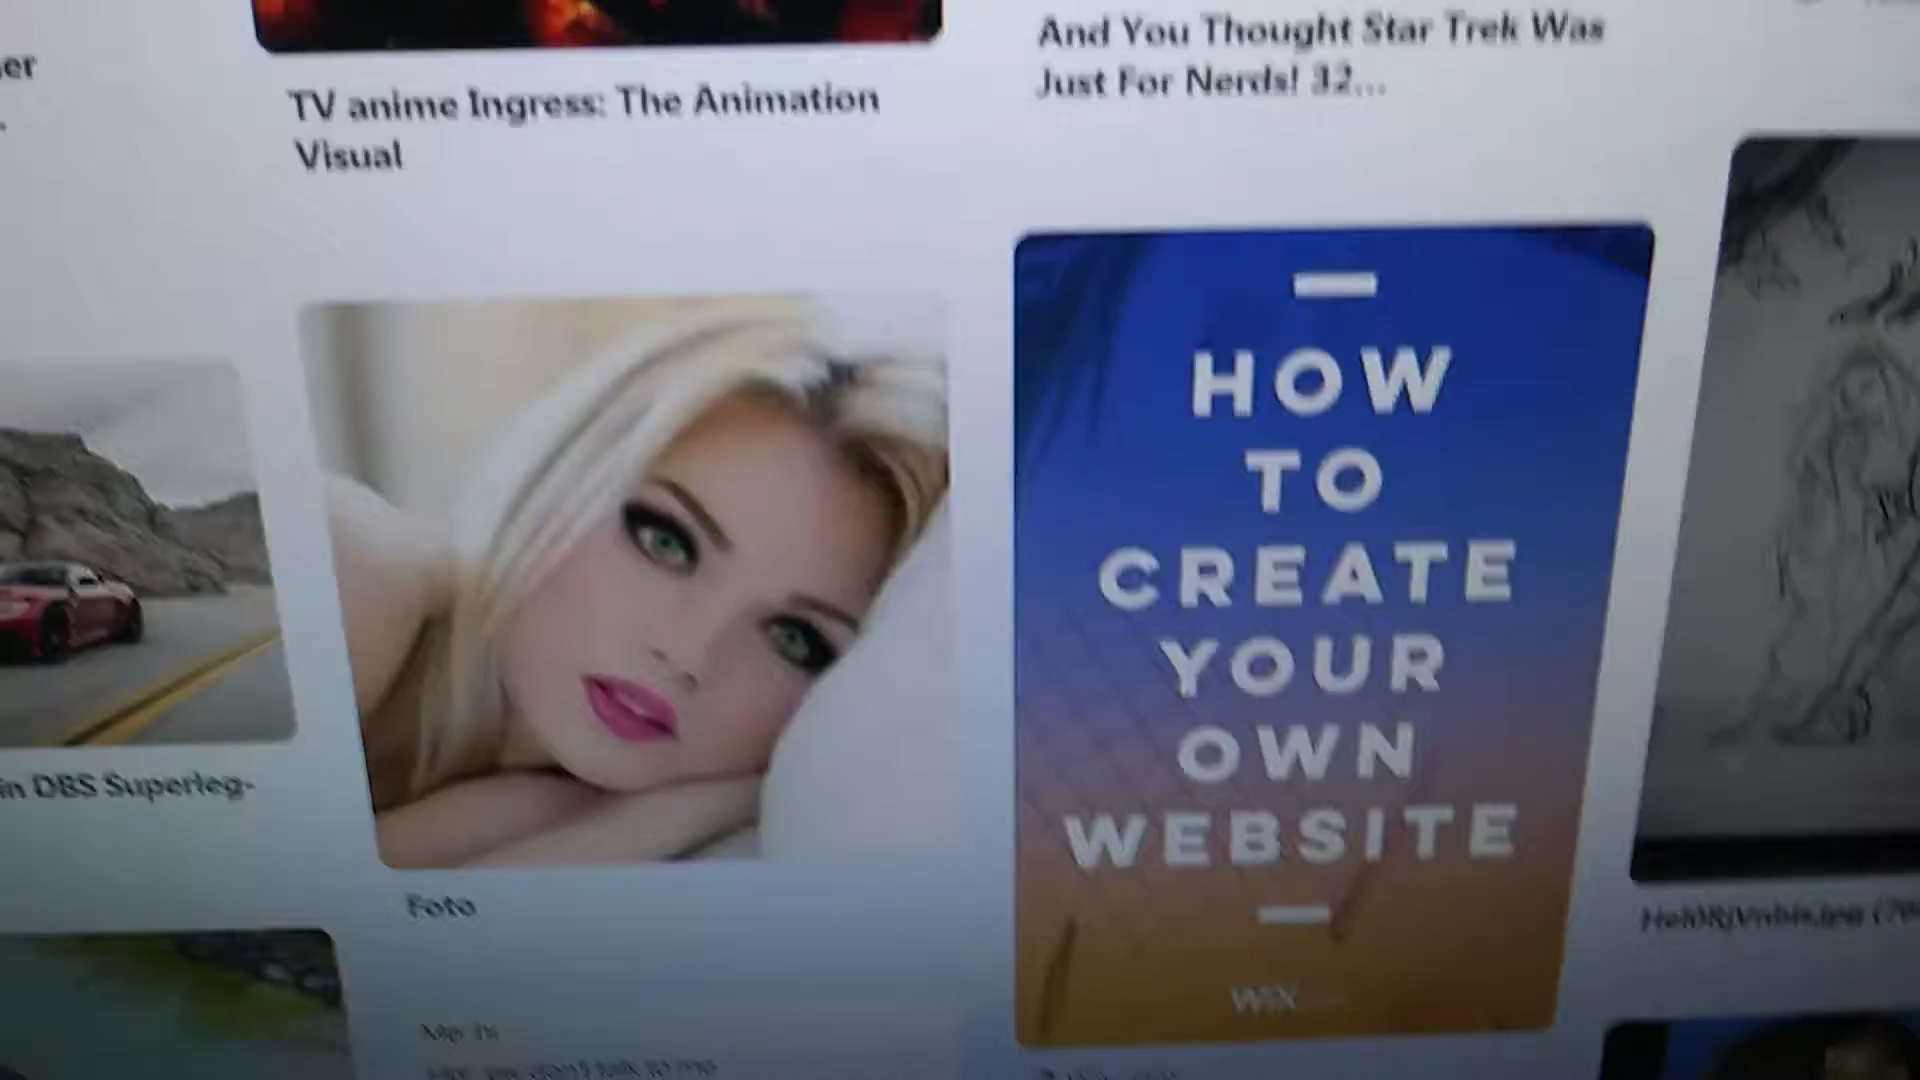 er
TV anime Ingress: The Animation
Visual
And You Thought Star Trek Was
Just For Nerds! 32...
HOW
TO
CREATE
YOUR
OWN
WEBSITE
WIX
in DBS Superleg-
Foto